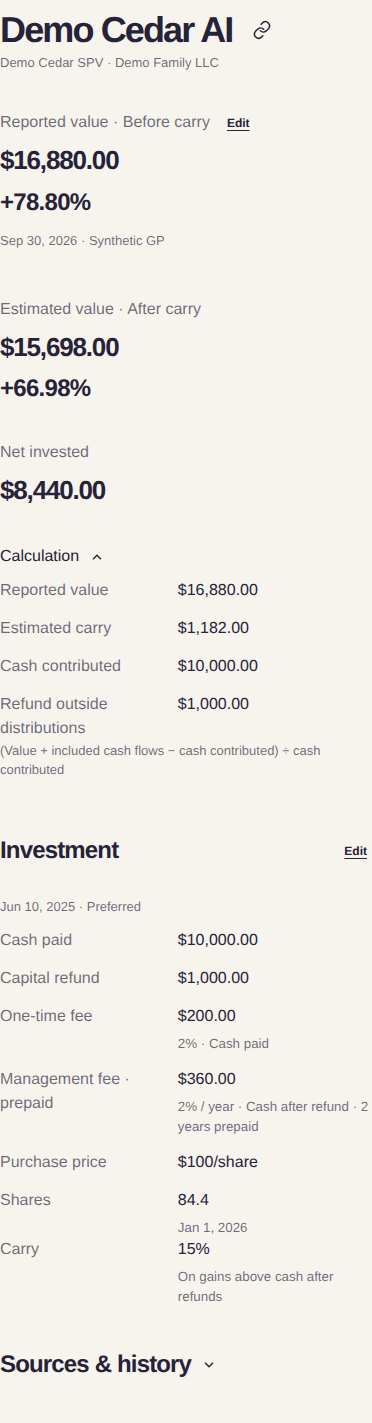 Demo Cedar AI
Demo Cedar SPV · Demo Family LLC
Reported value · Before carry Edit
$16,880.00
+78.80%
Sep 30, 2026 · Synthetic GP
Estimated value · After carry
$15,698.00
+66.98%
Net invested
$8,440.00
Calculation
Reported value $16,880.00
Estimated carry $1,182.00
Cash contributed $10,000.00
Refund outside $1,000.00
distributions
(Value + included cash flows − cash contributed) ÷ cash
contributed
Investment Edit
Jun 10, 2025 · Preferred
Cash paid $10,000.00
Capital refund $1,000.00
One-time fee $200.00
2% · Cash paid
Management fee · $360.00
prepaid
2% / year · Cash after refund · 2
years prepaid
Purchase price $100/share
Shares 84.4
Jan 1, 2026
Carry 15%
On gains above cash after
refunds
Sources & history